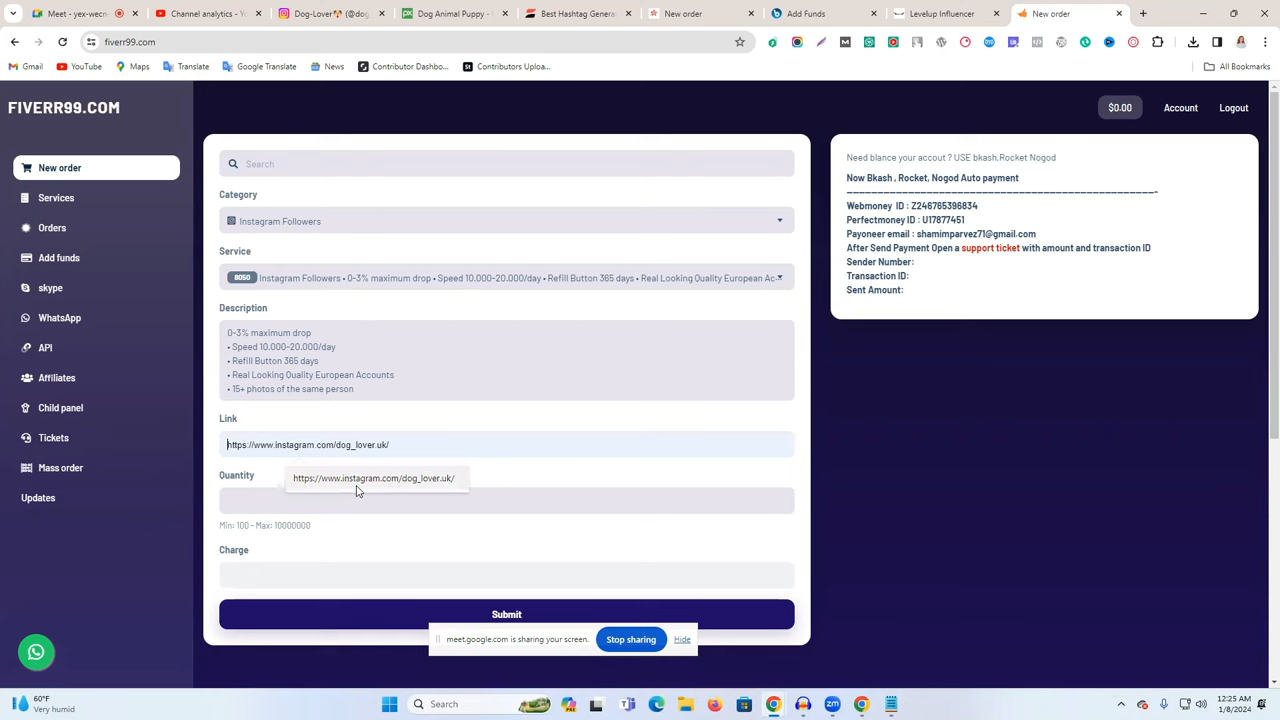 Meet - yex-wecn
Channel analytics - Yo
Instagram
Dog Animal Puppy -
Best Hashtag Genera
New order
Add Funds
Levelup Influencer
New order
fiverr99.com
Gmail
YouTube
Maps
Translate
Google Translate
News
Contributor Dashbo...
Contributors Uploa...
All Bookmarks
FIVERR99.COM
$0.00
Account
Logout
New order
Services
Orders
Add funds
skype
WhatsApp
API
Affiliates
Child panel
Tickets
Mass order
Updates
Search
Category
Instagram Followers
Service
8050 Instagram Followers • 0-3% maximum drop • Speed 10.000-20.000/day • Refill Button 365 days • Real Looking Quality European Ac-
Description
0-3% maximum drop
• Speed 10.000-20.000/day
• Refill Button 365 days
• Real Looking Quality European Accounts
• 15+ photos of the same person
Link
https://www.instagram.com/dog_lover.uk/
Quantity
https://www.instagram.com/dog_lover.uk/
Min: 100 - Max: 10000000
Charge
Submit
Need blance your accout ? USE bkash,Rocket Nogod
Now Bkash , Rocket, Nogod Auto payment
Webmoney ID : Z246765396834
Perfectmoney ID : U17877451
Payoneer email : shamimparvez71@gmail.com
After Send Payment Open a support ticket with amount and transaction ID
Sender Number:
Transaction ID:
Sent Amount:
meet.google.com is sharing your screen.
Stop sharing
Hide
60°F
Very humid
Search
12:25 AM
1/8/2024